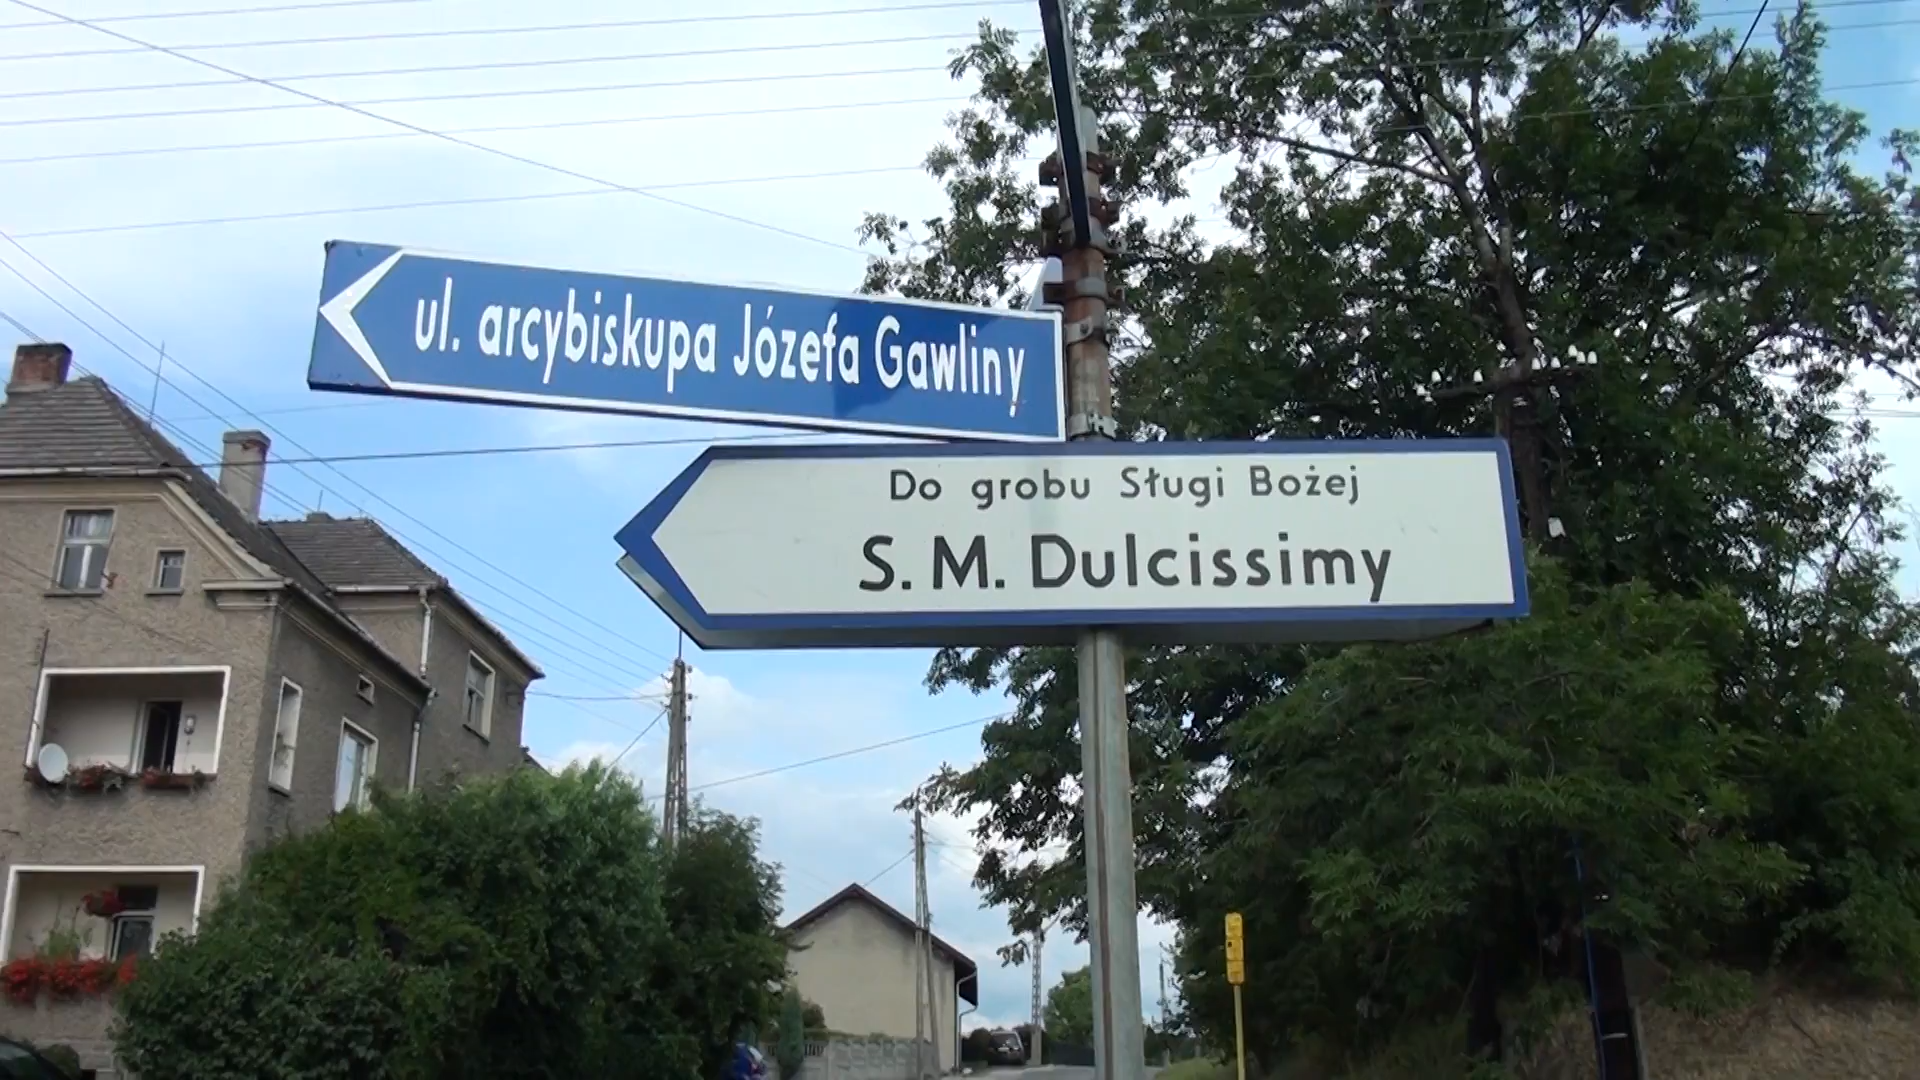 ul. arcybiskupa Józefa Gawliny
Do grobu Sługi Bożej
S. M. Dulcissimy